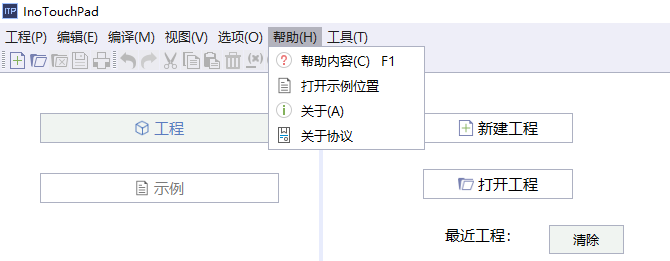 ITP InoTouchPad
工程(P) 编辑(E) 编译(M) 视图(V) 选项(O) 帮助(H) 工具(T)
帮助内容(C) F1
打开示例位置
关于(A)
关于协议
工程
新建工程
示例
打开工程
最近工程：
清除